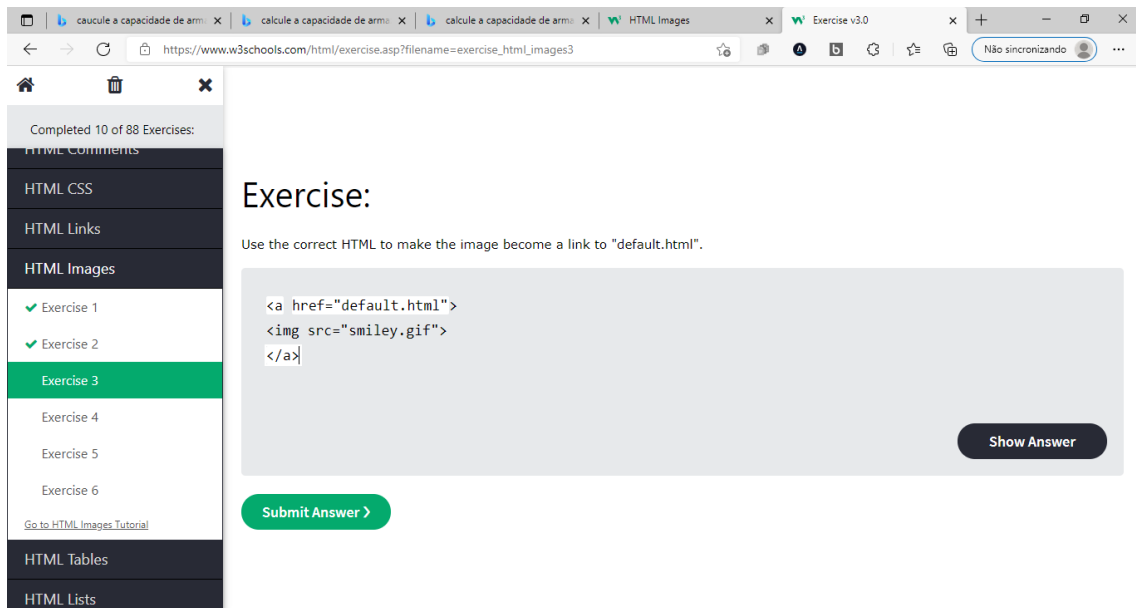 caucule a capacidade de arm
calcule a capacidade de arma
calcule a capacidade de arma
HTML Images
Exercise v3.0
https://www.w3schools.com/html/exercise.asp?filename=exercise_html_images3
Não sincronizando
Completed 10 of 88 Exercises:
HTML Comments
HTML CSS
HTML Links
HTML Images
Exercise 1
Exercise 2
Exercise 3
Exercise 4
Exercise 5
Exercise 6
Go to HTML Images Tutorial
HTML Tables
HTML Lists
Exercise:
Use the correct HTML to make the image become a link to "default.html".
<a href="default.html">
<img src="smiley.gif">
</a>
Show Answer
Submit Answer ❯